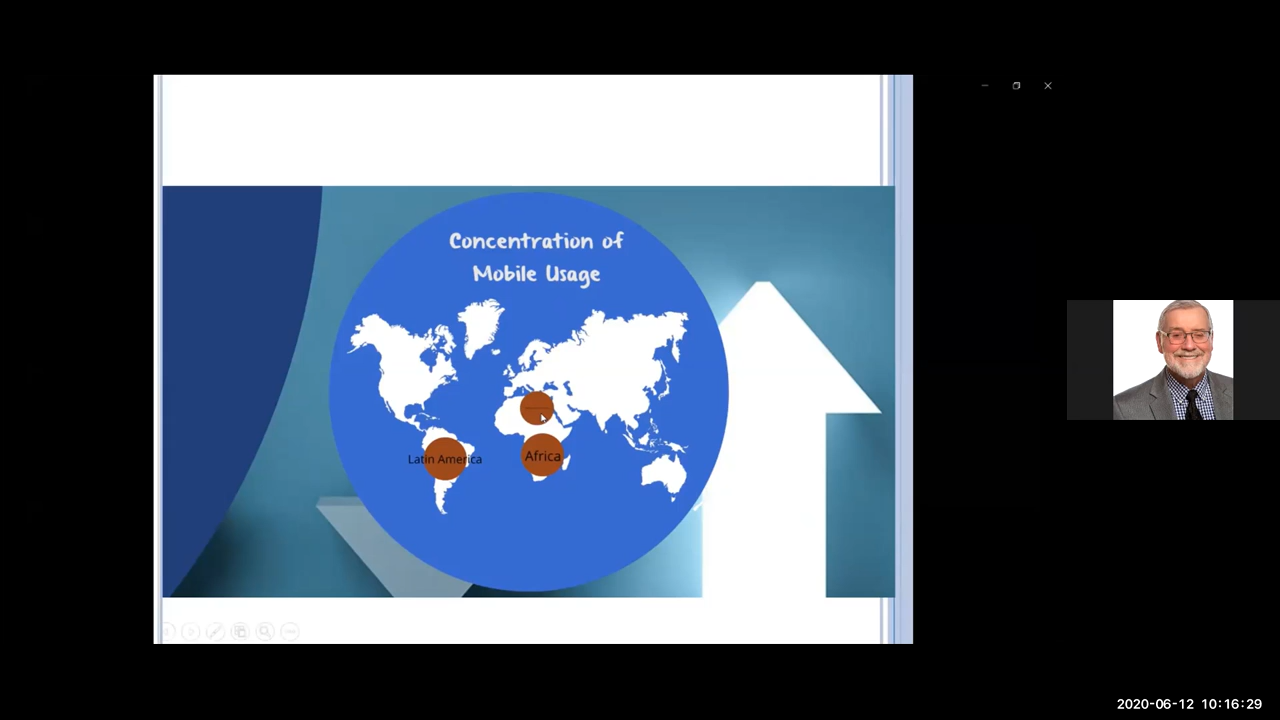 Concentration of
Mobile Usage
Latin America
Africa
2020-06-12 10:16:29